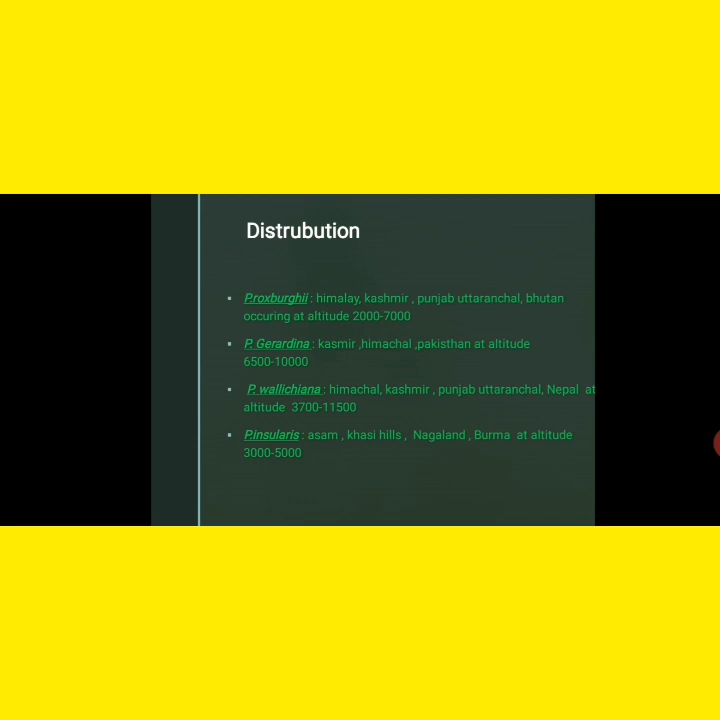 Distrubution
▪ P.roxburghii : himalay, kashmir , punjab uttaranchal, bhutan
occuring at altitude 2000-7000
▪ P. Gerardina : kasmir ,himachal ,pakisthan at altitude
6500-10000
▪ P. wallichiana : himachal, kashmir , punjab uttaranchal, Nepal at
altitude 3700-11500
▪ P.insularis : asam , khasi hills , Nagaland , Burma at altitude
3000-5000